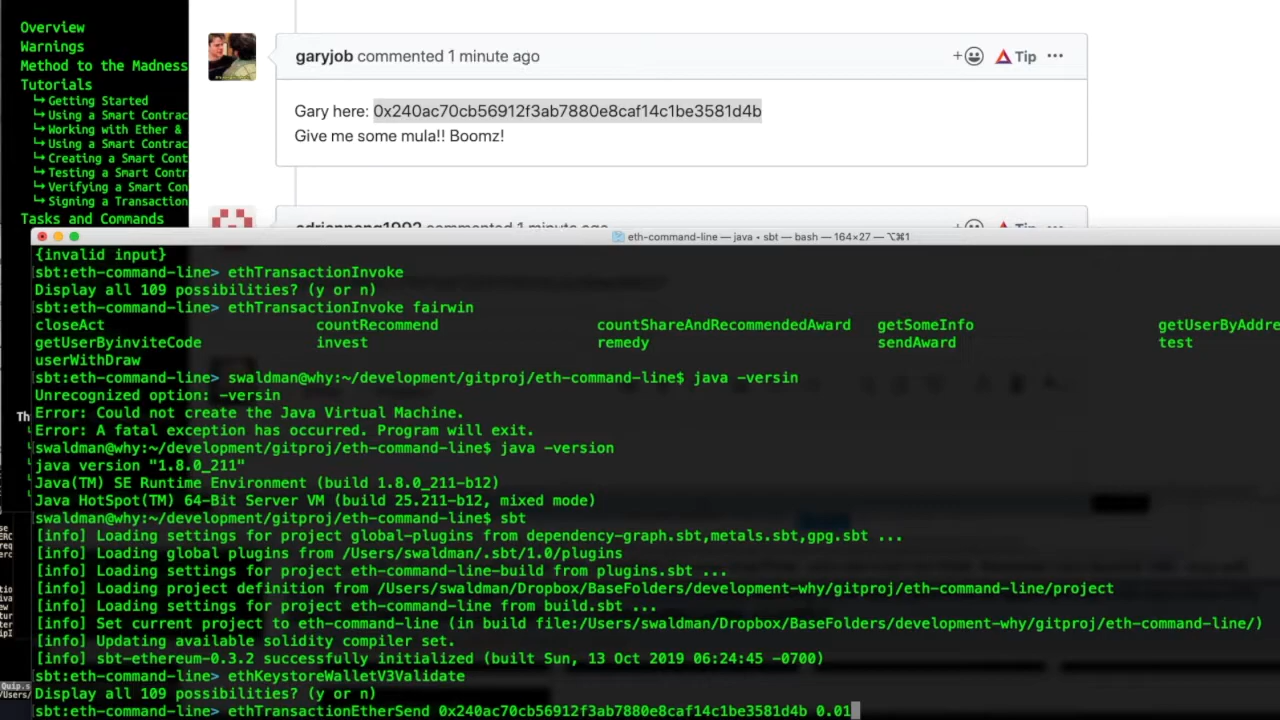 Overview
Warnings
Method to the Madness
Tutorials
Getting Started
Using a Smart Contrac
Working with Ether &
Using a Smart Contrac
Creating a Smart Cont
Testing a Smart Contr
Verifying a Smart Con
Signing a Transaction
Tasks and Commands
garyjob commented 1 minute ago
Tip
Gary here: 0x240ac70cb56912f3ab7880e8caf14c1be3581d4b
Give me some mula!! Boomz!
commented 1 minute ago
Tip
eth-command-line — java • sbt — bash — 164×27 — ⌥⌘1
{invalid input}
sbt:eth-command-line> ethTransactionInvoke
Display all 109 possibilities? (y or n)
sbt:eth-command-line> ethTransactionInvoke fairwin
closeAct countRecommend countShareAndRecommendedAward getSomeInfo getUserByAddre
getUserByinviteCode invest remedy sendAward test
userWithDraw
sbt:eth-command-line> swaldman@why:~/development/gitproj/eth-command-line$ java -versin
Unrecognized option: -versin
Error: Could not create the Java Virtual Machine.
Error: A fatal exception has occurred. Program will exit.
swaldman@why:~/development/gitproj/eth-command-line$ java -version
java version "1.8.0_211"
Java(TM) SE Runtime Environment (build 1.8.0_211-b12)
Java HotSpot(TM) 64-Bit Server VM (build 25.211-b12, mixed mode)
swaldman@why:~/development/gitproj/eth-command-line$ sbt
[info] Loading settings for project global-plugins from dependency-graph.sbt,metals.sbt,gpg.sbt ...
[info] Loading global plugins from /Users/swaldman/.sbt/1.0/plugins
[info] Loading settings for project eth-command-line-build from plugins.sbt ...
[info] Loading project definition from /Users/swaldman/Dropbox/BaseFolders/development-why/gitproj/eth-command-line/project
[info] Loading settings for project eth-command-line from build.sbt ...
[info] Set current project to eth-command-line (in build file:/Users/swaldman/Dropbox/BaseFolders/development-why/gitproj/eth-command-line/)
[info] Updating available solidity compiler set.
[info] sbt-ethereum-0.3.2 successfully initialized (built Sun, 13 Oct 2019 06:24:45 -0700)
sbt:eth-command-line> ethKeystoreWalletV3Validate
Display all 109 possibilities? (y or n)
sbt:eth-command-line> ethTransactionEtherSend 0x240ac70cb56912f3ab7880e8caf14c1be3581d4b 0.01